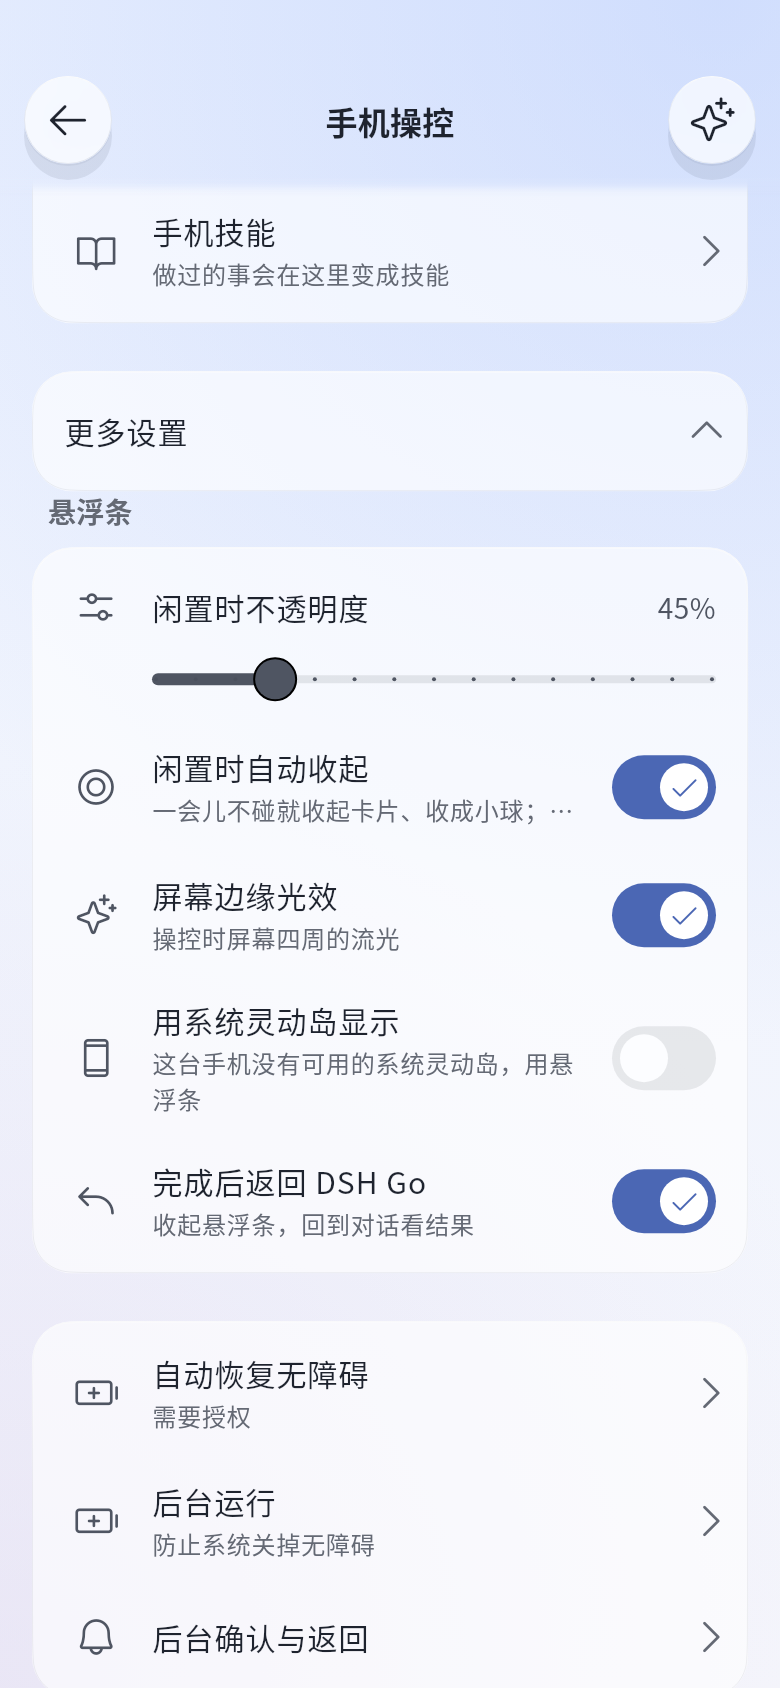 手机操控
手机技能
做过的事会在这里变成技能
更多设置
悬浮条
闲置时不透明度
45%
闲置时自动收起
一会儿不碰就收起卡片、收成小球；…
屏幕边缘光效
操控时屏幕四周的流光
用系统灵动岛显示
这台手机没有可用的系统灵动岛，用悬
浮条
完成后返回 DSH Go
收起悬浮条，回到对话看结果
自动恢复无障碍
需要授权
后台运行
防止系统关掉无障碍
后台确认与返回